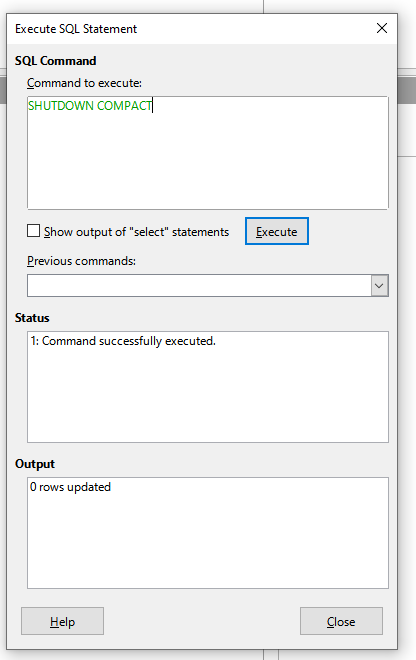 Execute SQL Statement
SQL Command
Command to execute:
SHUTDOWN COMPACT
Show output of "select" statements
Execute
Previous commands:
Status
1: Command successfully executed.
Output
0 rows updated
Help
Close